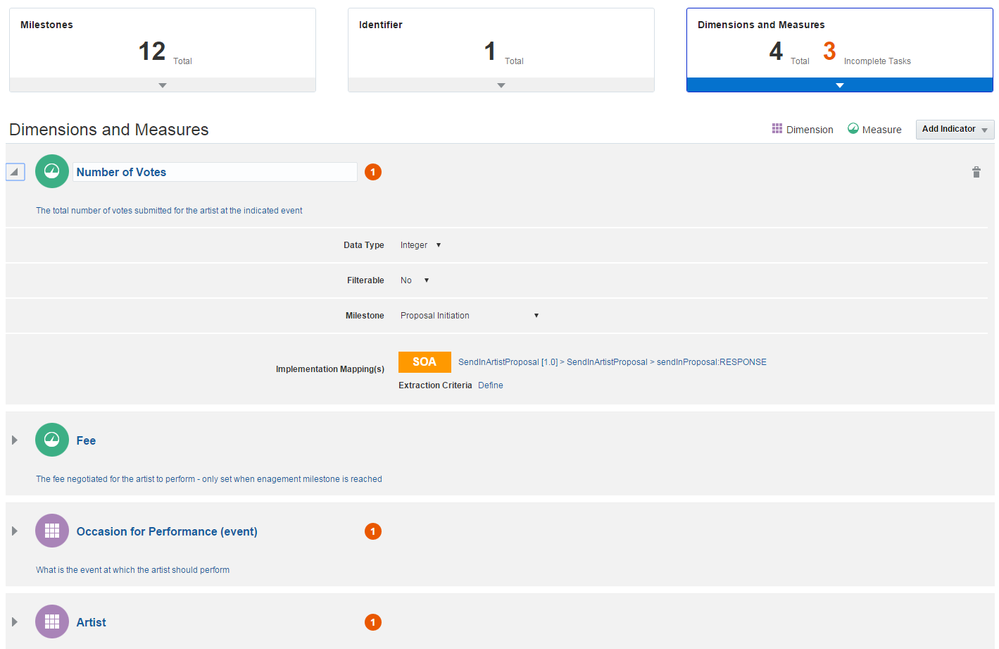 Milestones
12 Total
Identifier
1 Total
Dimensions and Measures
4 Total 3 Incomplete Tasks
Dimensions and Measures
Dimension Measure Add Indicator
Number of Votes 1
The total number of votes submitted for the artist at the indicated event
Data Type Integer
Filterable No
Milestone Proposal Initiation
Implementation Mapping(s) SOA SendInArtistProposal [1.0] > SendInArtistProposal > sendInProposal:RESPONSE
Extraction Criteria Define
Fee
The fee negotiated for the artist to perform - only set when enagement milestone is reached
Occasion for Performance (event) 1
What is the event at which the artist should perform
Artist 1